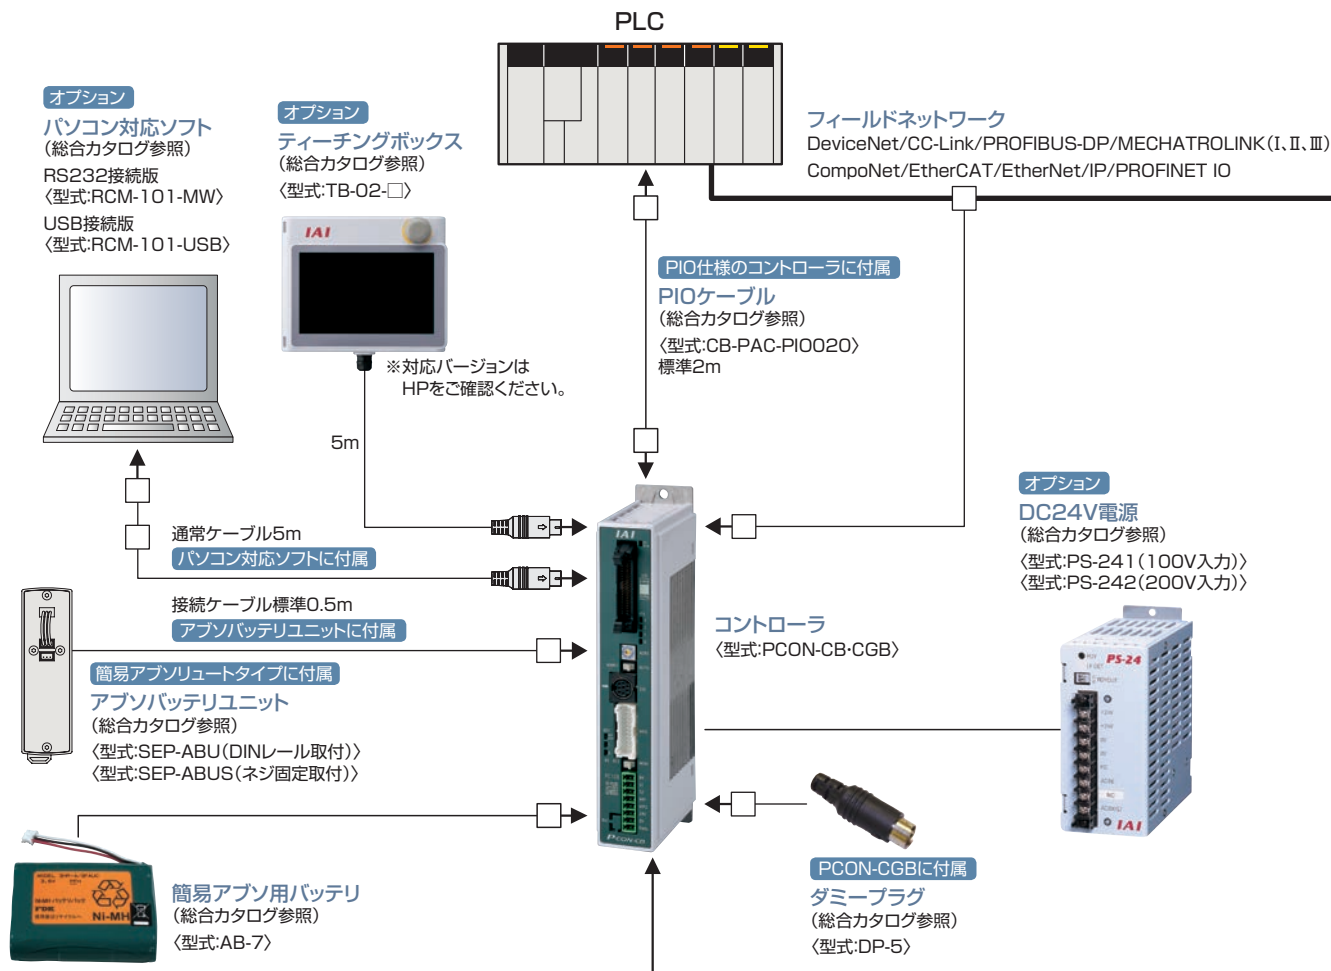 PLC
オプション
パソコン対応ソフト
(総合カタログ参照)
RS232接続版
〈型式:RCM-101-MW〉
USB接続版
〈型式:RCM-101-USB〉
オプション
ティーチングボックス
(総合カタログ参照)
〈型式:TB-02-□〉
IAI
※対応バージョンは
HPをご確認ください。
5m
フィールドネットワーク
DeviceNet/CC-Link/PROFIBUS-DP/MECHATROLINK(Ⅰ、Ⅱ、Ⅲ)
CompoNet/EtherCAT/EtherNet/IP/PROFINET IO
PIO仕様のコントローラに付属
PIOケーブル
(総合カタログ参照)
〈型式:CB-PAC-PIO020〉
標準2m
通常ケーブル5m
パソコン対応ソフトに付属
接続ケーブル標準0.5m
アブソバッテリユニットに付属
簡易アブソリュートタイプに付属
アブソバッテリユニット
(総合カタログ参照)
〈型式:SEP-ABU(DINレール取付)〉
〈型式:SEP-ABUS(ネジ固定取付)〉
IAI
PCON-CB
コントローラ
〈型式:PCON-CB・CGB〉
オプション
DC24V電源
(総合カタログ参照)
〈型式:PS-241(100V入力)〉
〈型式:PS-242(200V入力)〉
PS-24
NC
IAI
Ni-MH
簡易アブソ用バッテリ
(総合カタログ参照)
〈型式:AB-7〉
PCON-CGBに付属
ダミープラグ
(総合カタログ参照)
〈型式:DP-5〉